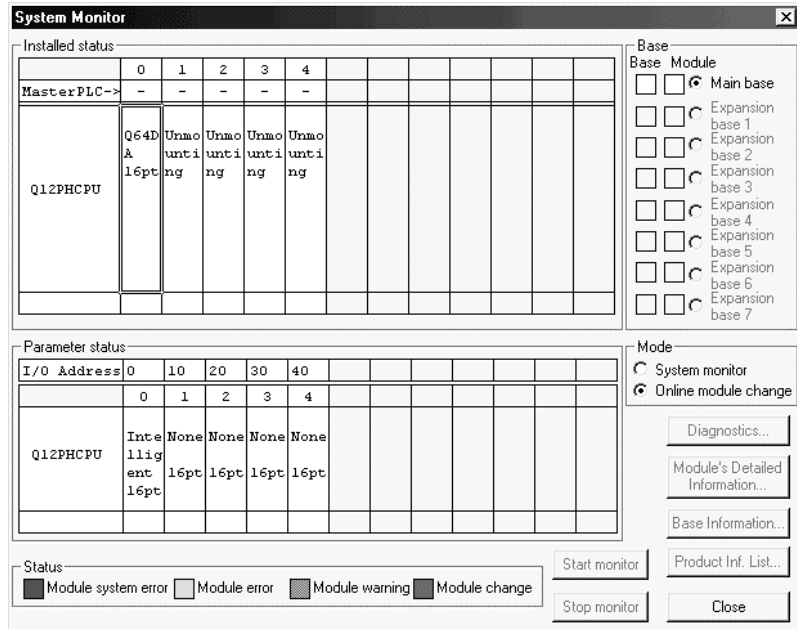 System Monitor
Installed status
0 1 2 3 4
MasterPLC-> - - - - -
Q12PHCPU
Q64D Unmo Unmo Unmo Unmo
A unti unti unti unti
16pt ng ng ng ng
Base
Base Module
Main base
Expansion
base 1
Expansion
base 2
Expansion
base 3
Expansion
base 4
Expansion
base 5
Expansion
base 6
Expansion
base 7
Parameter status
I/O Address 0 10 20 30 40
0 1 2 3 4
Q12PHCPU
Inte None None None None
llig
ent 16pt 16pt 16pt 16pt
16pt
Mode
System monitor
Online module change
Diagnostics...
Module's Detailed
Information...
Base Information...
Product Inf. List...
Close
Status
Module system error Module error Module warning Module change
Start monitor
Stop monitor